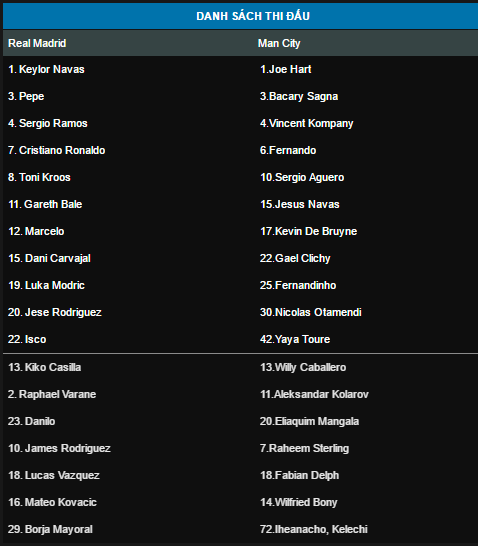 DANH SÁCH THI ĐẤU
Real Madrid Man City
1. Keylor Navas 1.Joe Hart
3. Pepe 3.Bacary Sagna
4. Sergio Ramos 4.Vincent Kompany
7. Cristiano Ronaldo 6.Fernando
8. Toni Kroos 10.Sergio Aguero
11. Gareth Bale 15.Jesus Navas
12. Marcelo 17.Kevin De Bruyne
15. Dani Carvajal 22.Gael Clichy
19. Luka Modric 25.Fernandinho
20. Jese Rodriguez 30.Nicolas Otamendi
22. Isco 42.Yaya Toure
13. Kiko Casilla 13.Willy Caballero
2. Raphael Varane 11.Aleksandar Kolarov
23. Danilo 20.Eliaquim Mangala
10. James Rodriguez 7.Raheem Sterling
18. Lucas Vazquez 18.Fabian Delph
16. Mateo Kovacic 14.Wilfried Bony
29. Borja Mayoral 72.Iheanacho, Kelechi